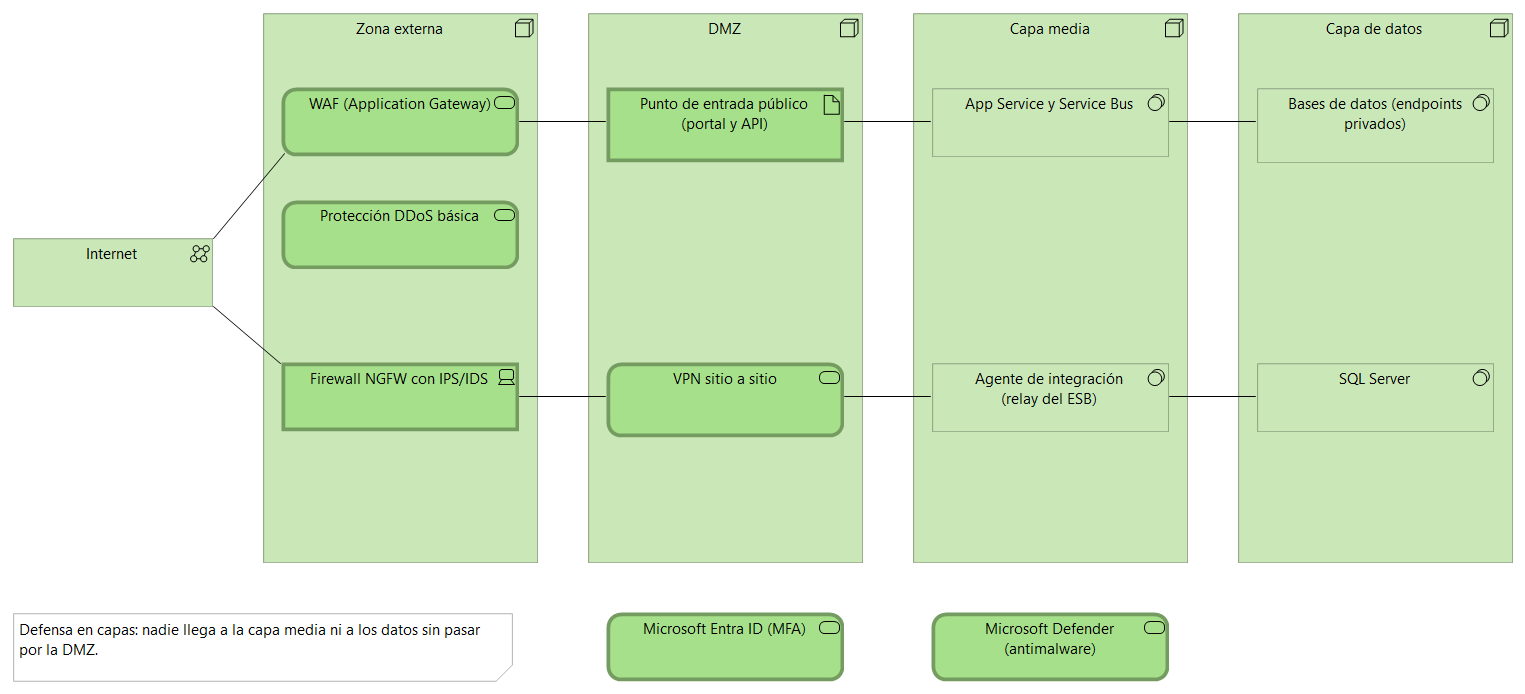 Zona externa
DMZ
Capa media
Capa de datos
WAF (Application Gateway)
Punto de entrada público
(portal y API)
App Service y Service Bus
Bases de datos (endpoints
privados)
Protección DDoS básica
Internet
Firewall NGFW con IPS/IDS
VPN sitio a sitio
Agente de integración
(relay del ESB)
SQL Server
Defensa en capas: nadie llega a la capa media ni a los datos sin pasar
por la DMZ.
Microsoft Entra ID (MFA)
Microsoft Defender
(antimalware)